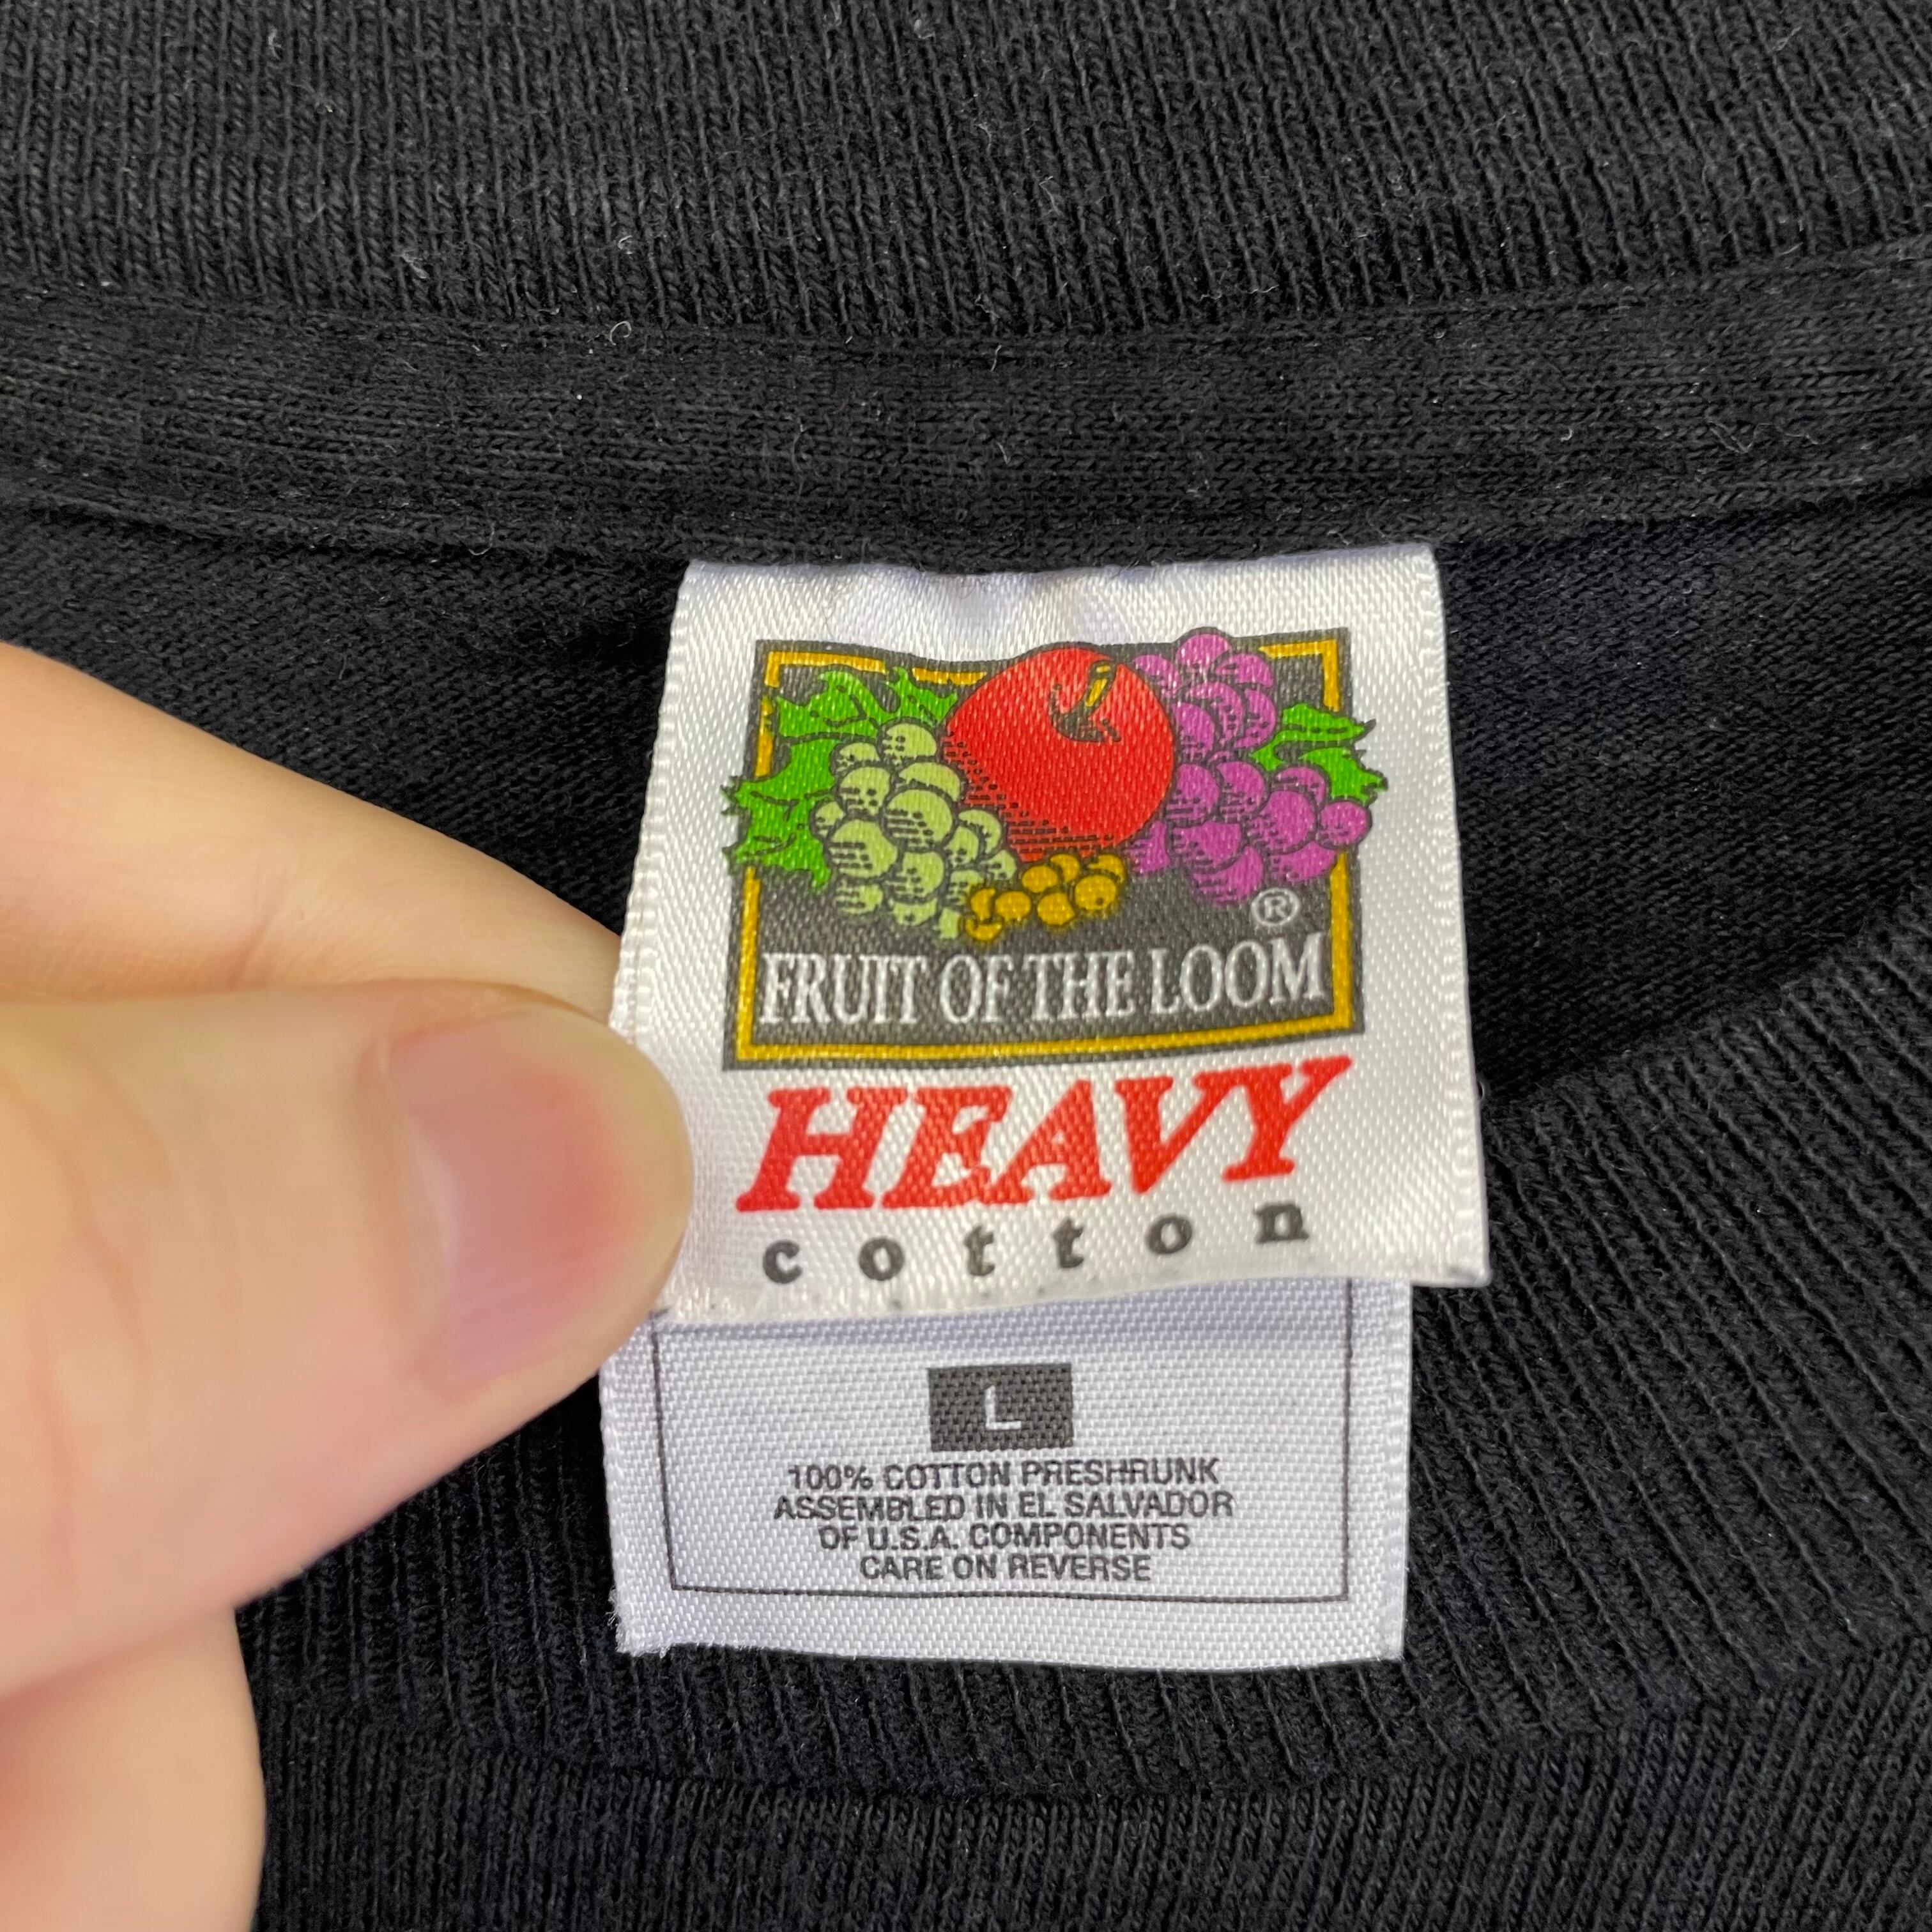 ®
FRUIT OF THE LOOM
HEAVY
cotton
L
100% COTTON PRESHRUNK
ASSEMBLED IN EL SALVADOR
OF U.S.A. COMPONENTS
CARE ON REVERSE